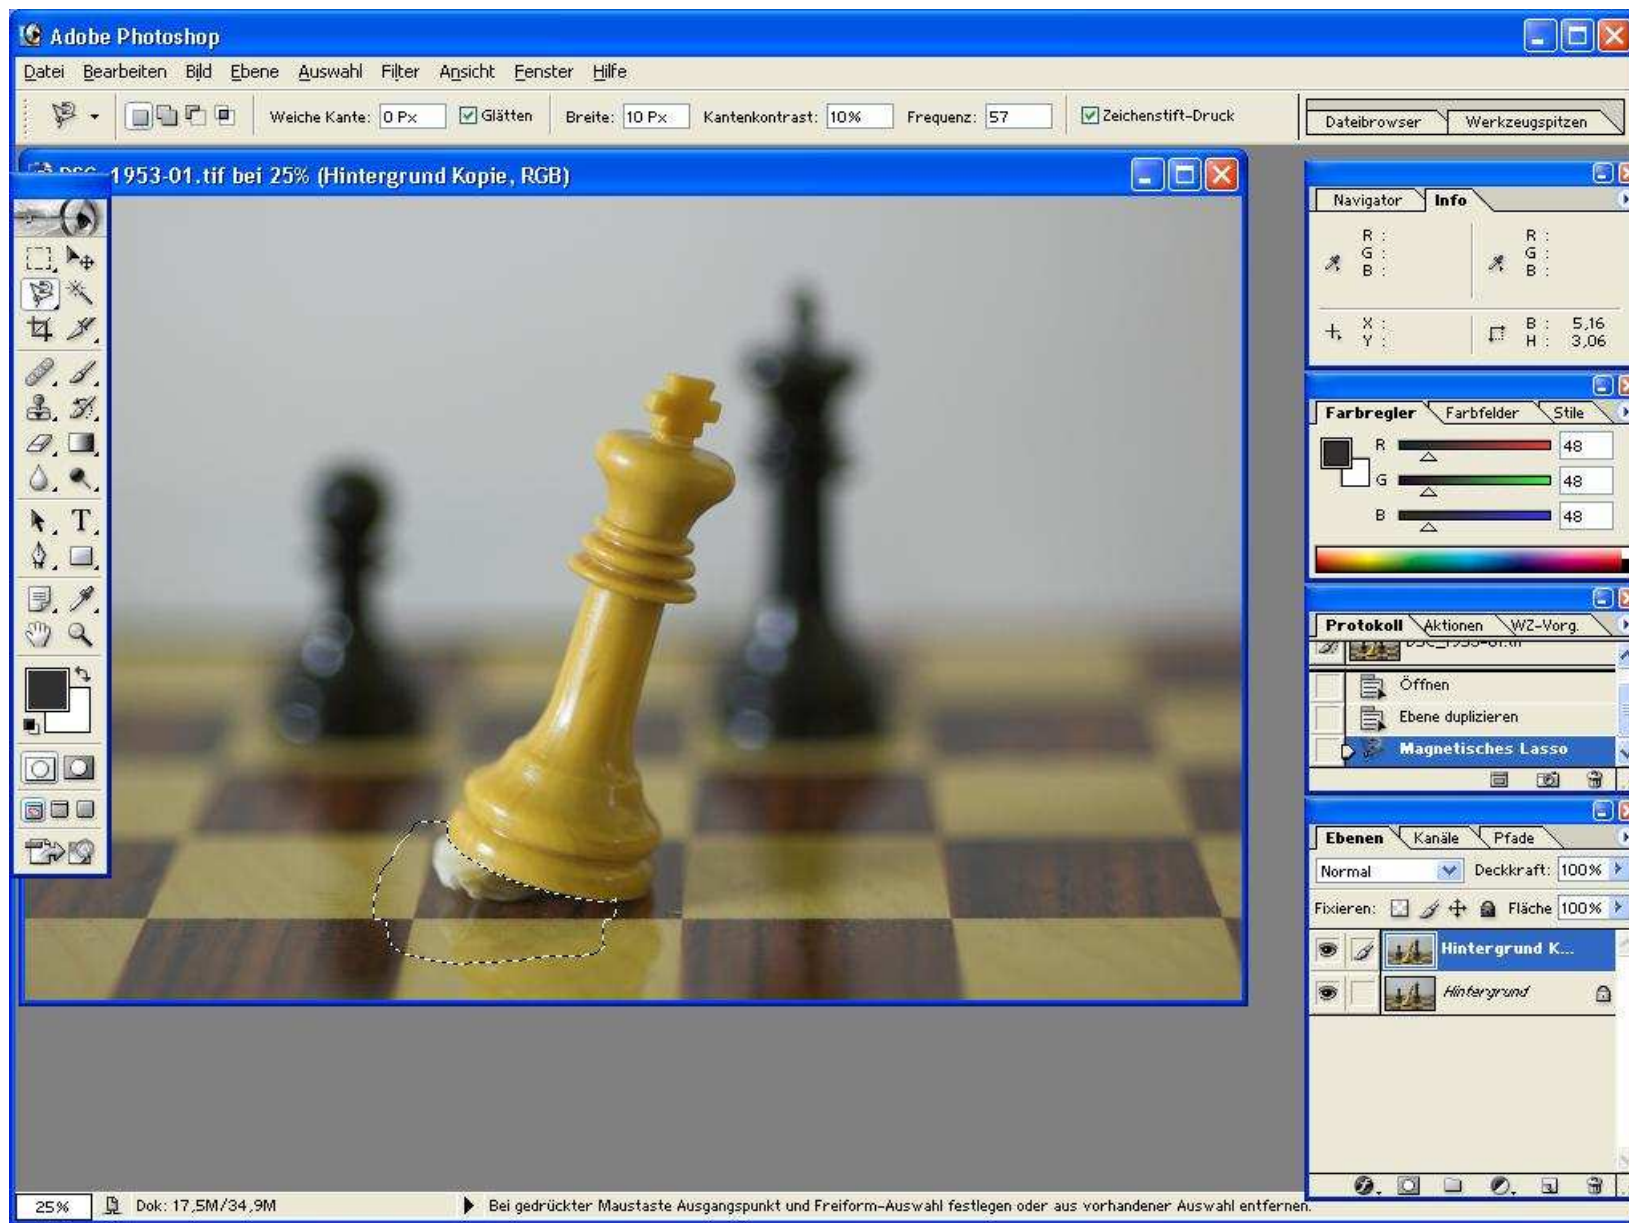 Adobe Photoshop
Datei Bearbeiten Bild Ebene Auswahl Filter Ansicht Fenster Hilfe
Weiche Kante: 0 Px Glätten Breite: 10 Px Kantenkontrast: 10% Frequenz: 57 Zeichenstift-Druck
Dateibrowser Werkzeugspitzen
1953-01.tif bei 25% (Hintergrund Kopie, RGB)
Navigator Info
R : R :
G : G :
B : B :
X : B : 5,16
Y : H : 3,06
Farbregler Farbfelder Stile
R 48
G 48
B 48
T
Protokoll Aktionen WZ-Vorg.
Öffnen
Ebene duplizieren
Magnetisches Lasso
Ebenen Kanäle Pfade
Normal Deckkraft: 100%
Fixieren: Fläche 100%
Hintergrund K...
Hintergrund
25% Dok: 17,5M/34,9M Bei gedrückter Maustaste Ausgangspunkt und Freiform-Auswahl festlegen oder aus vorhandener Auswahl entfernen.